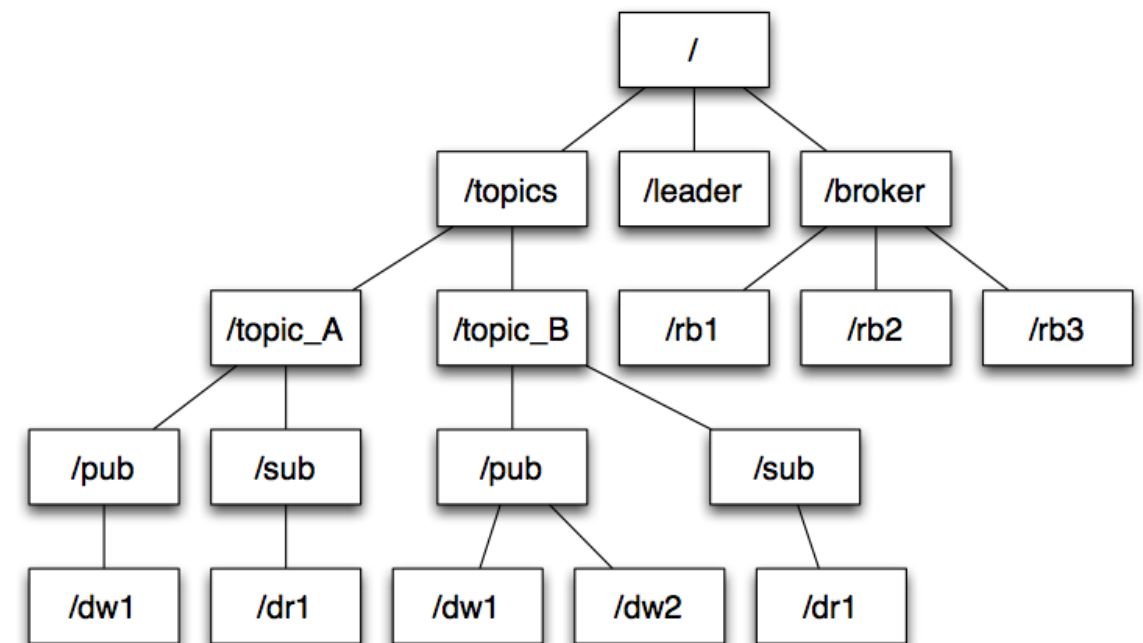 /
/topics
/leader
/broker
/topic_A
/topic_B
/rb1
/rb2
/rb3
/pub
/sub
/pub
/sub
/dw1
/dr1
/dw1
/dw2
/dr1